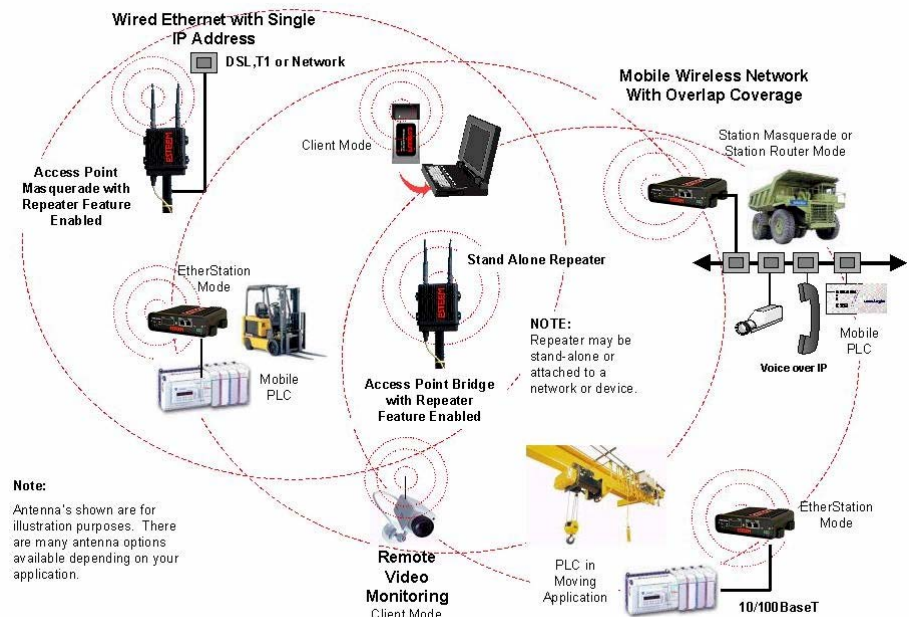 Wired Ethernet with Single
IP Address
DSL,T1 or Network
Access Point
Masquerade with
Repeater Feature
Enabled
ESTEEM
Client Mode
Mobile Wireless Network
With Overlap Coverage
Station Masquerade or
Station Router Mode
EtherStation
Mode
Mobile
PLC
Stand Alone Repeater
ESTEEM
Access Point Bridge
with Repeater
Feature Enabled
NOTE:
Repeater may be
stand-alone or
attached to a
network or device.
Voice over IP
Mobile
PLC
Note:
Antenna's shown are for
illustration purposes. There
are many antenna options
available depending on your
application.
Remote
Video
Monitoring
Client Mode
PLC in
Moving
Application
EtherStation
Mode
10/100BaseT